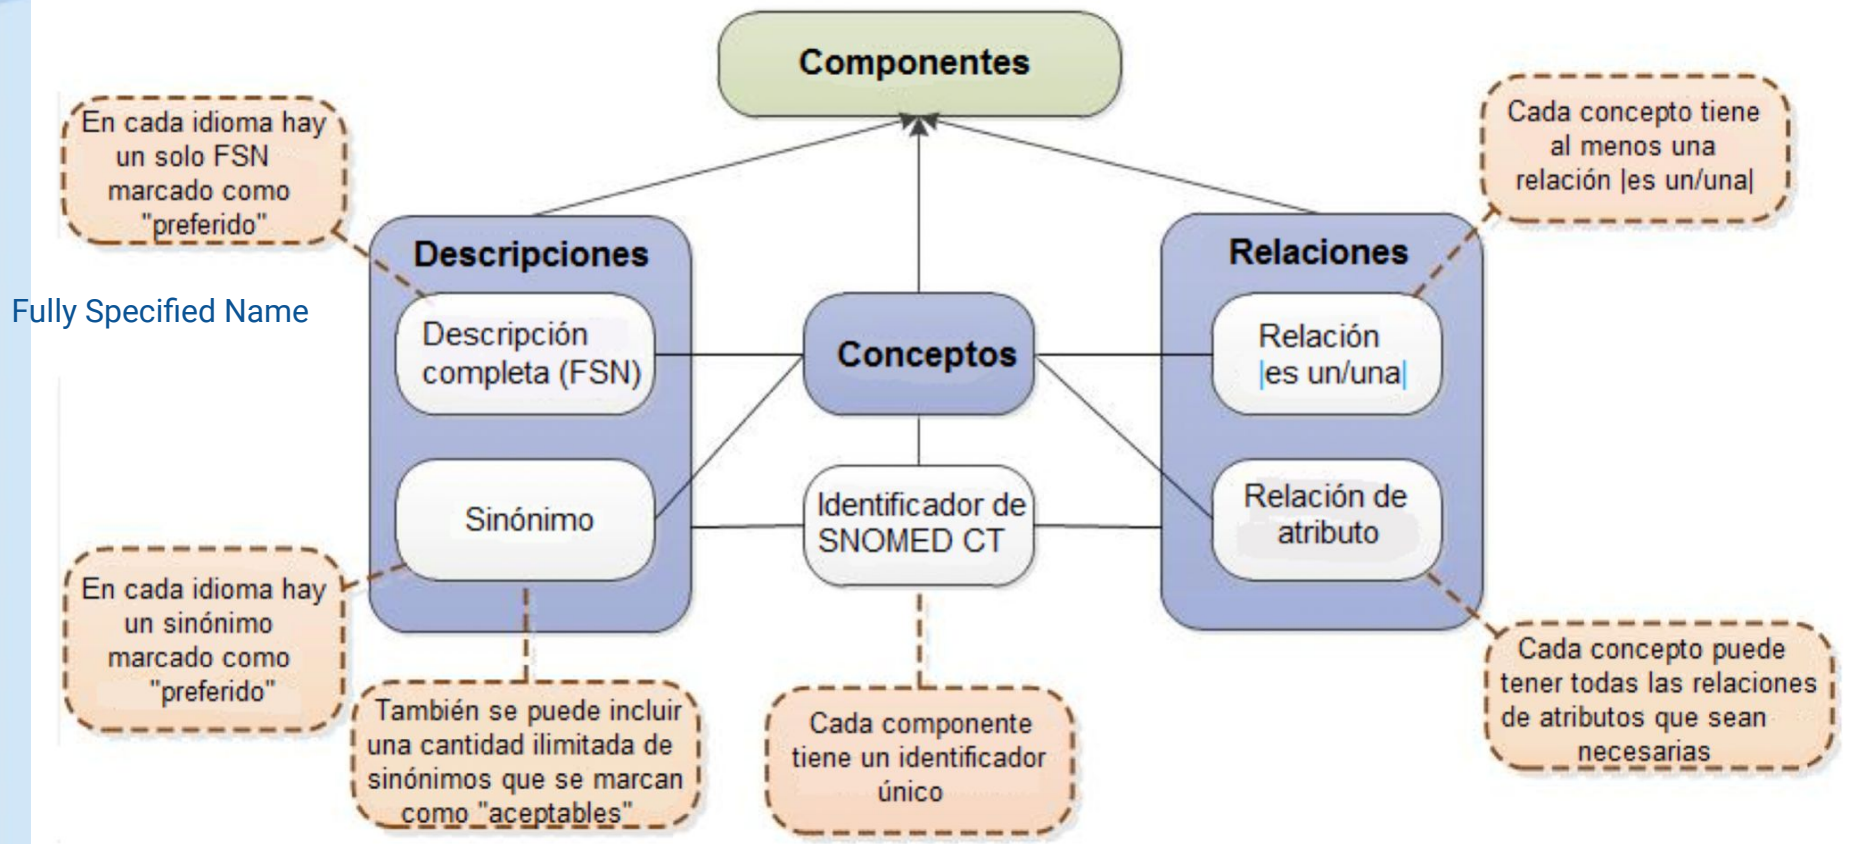 Componentes
En cada idioma hay
un solo FSN
marcado como
"preferido"
Cada concepto tiene
al menos una
relación |es un/una|
Descripciones
Relaciones
Fully Specified Name
Descripción
completa (FSN)
Conceptos
Relación
|es un/una|
Sinónimo
Identificador de
SNOMED CT
Relación de
atributo
En cada idioma hay
un sinónimo
marcado como
"preferido"
También se puede incluir
una cantidad ilimitada de
sinónimos que se marcan
como "aceptables"
Cada componente
tiene un identificador
único
Cada concepto puede
tener todas las relaciones
de atributos que sean
necesarias